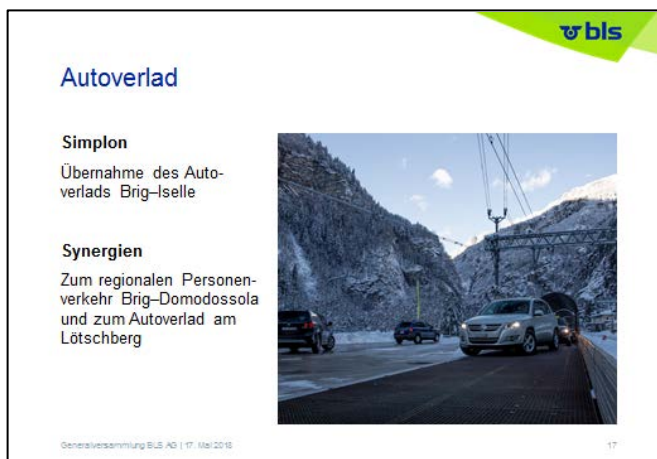 bls
Autoverlad
Simplon
Übernahme des Auto-
verlads Brig–Iselle
Synergien
Zum regionalen Personen-
verkehr Brig–Domodossola
und zum Autoverlad am
Lötschberg
Generalversammlung BLS AG | 17. Mai 2018
17